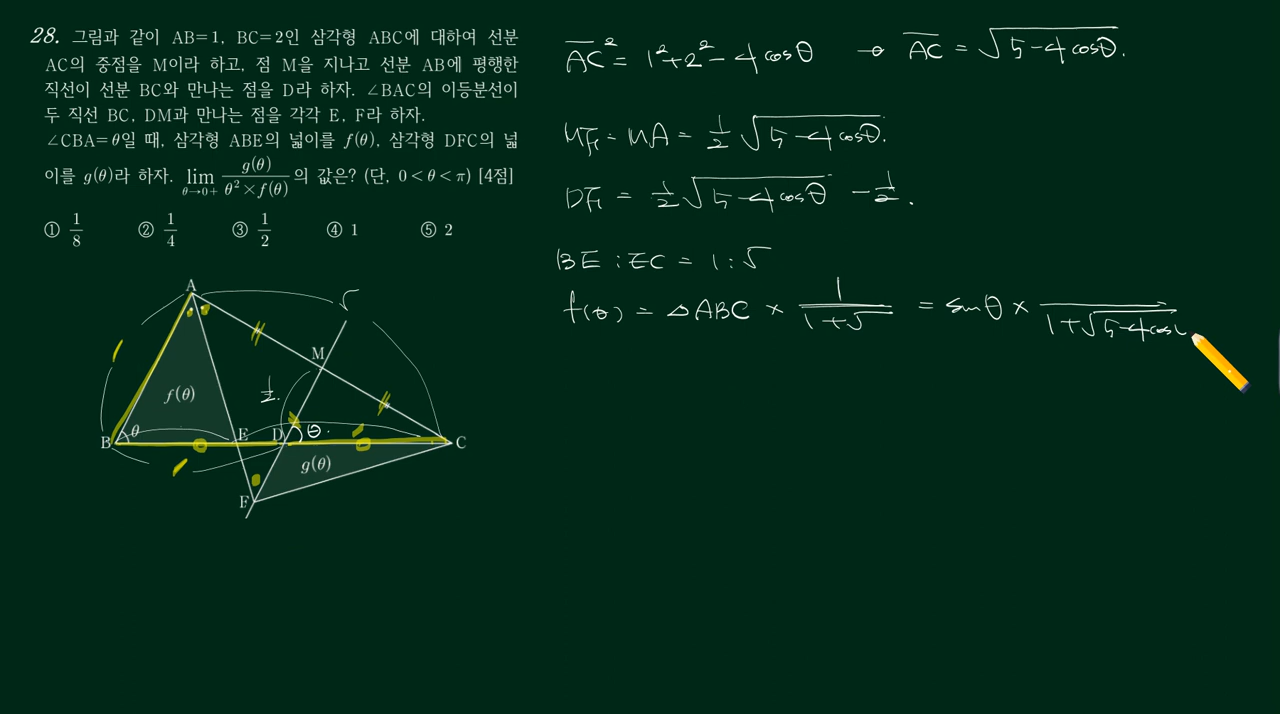 28. 그림과 같이 AB=1, BC=2인 삼각형 ABC에 대하여 선분
AC의 중점을 M이라 하고, 점 M을 지나고 선분 AB에 평행한
직선이 선분 BC와 만나는 점을 D라 하자. ∠BAC의 이등분선이
두 직선 BC, DM과 만나는 점을 각각 E, F라 하자.
∠CBA=θ일 때, 삼각형 ABE의 넓이를 f(θ), 삼각형 DFC의 넓
이를 g(θ)라 하자. lim θ→0+ g(θ)/(θ²×f(θ))의 값은? (단, 0<θ<π) [4점]
① 1/8 ② 1/4 ③ 1/2 ④ 1 ⑤ 2
A
√
M
f(θ)
1/2
B
θ
E
D
θ.
C
g(θ)
F
AC² = 1²+2²-4cosθ → AC = √(5-4cosθ).
MF = MA = 1/2 √(5-4cosθ).
DF = 1/2 √(5-4cosθ) - 1/2.
BE : EC = 1 : √
f(θ) = △ABC × 1/(1+√) = sinθ × /(1+√(5-4cos